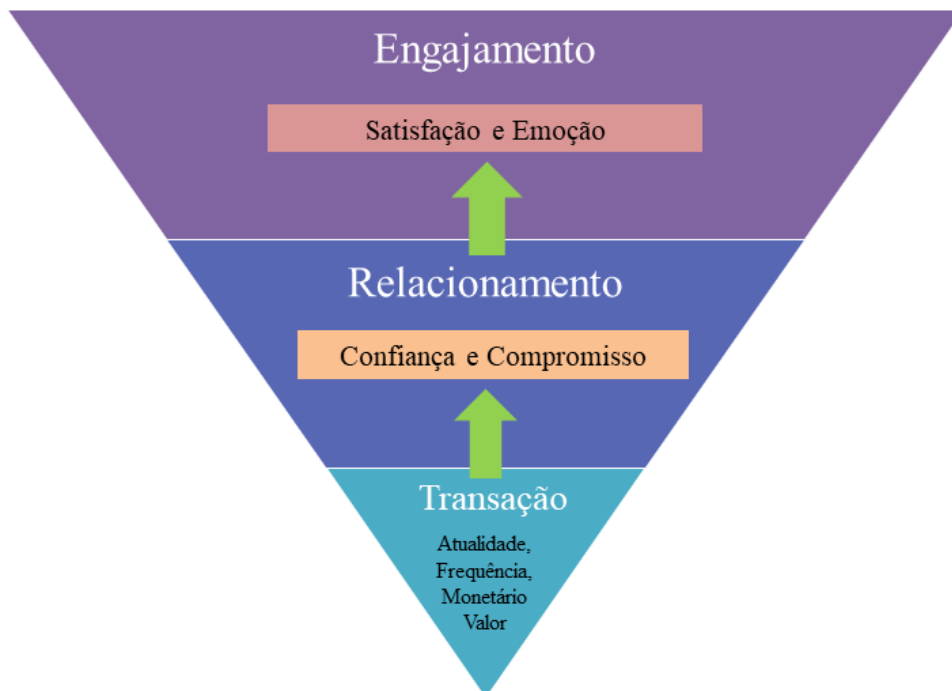 Engajamento
Satisfação e Emoção
Relacionamento
Confiança e Compromisso
Transação
Atualidade,
Frequência,
Monetário
Valor